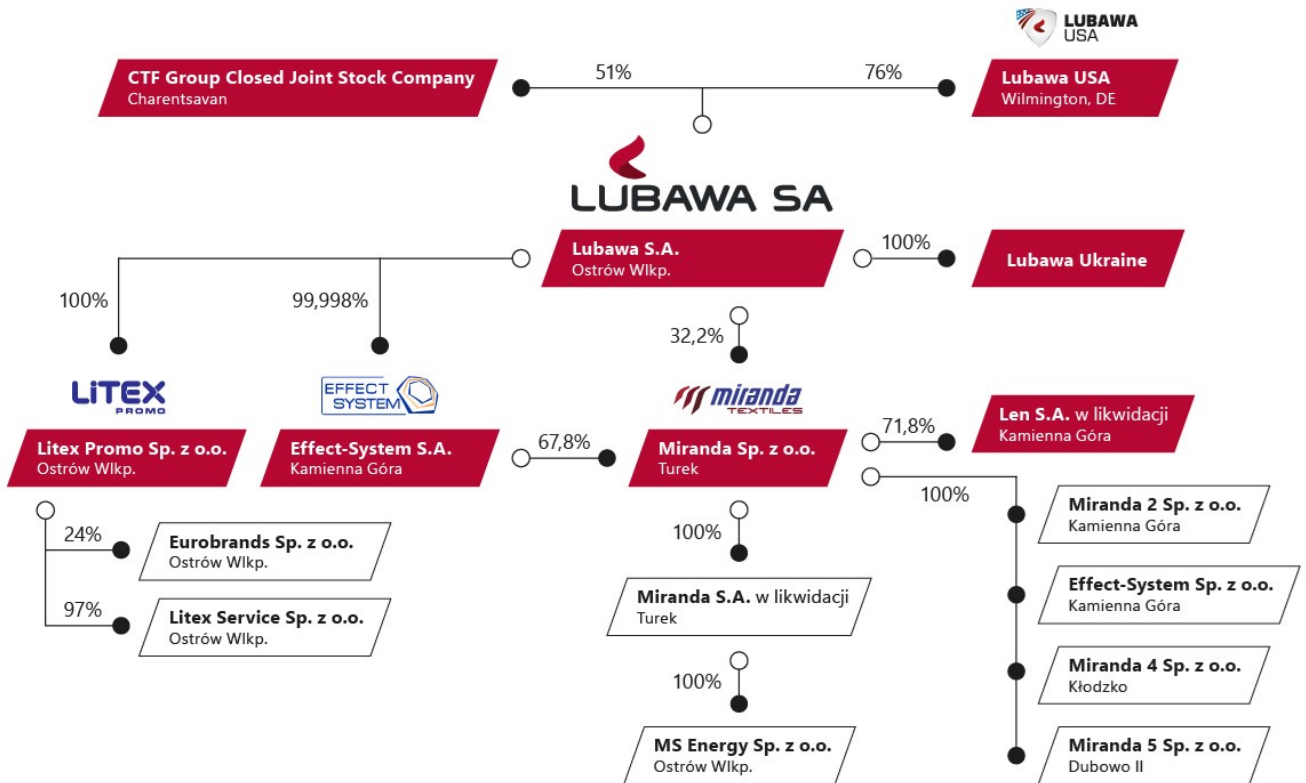 LUBAWA
USA
CTF Group Closed Joint Stock Company
Charentsavan
51%
76%
Lubawa USA
Wilmington, DE
LUBAWA SA
Lubawa S.A.
Ostrów Wlkp.
100%
Lubawa Ukraine
100%
99,998%
32,2%
LiTEX
PROMO
EFFECT
SYSTEM
miranda
TEXTILES
Litex Promo Sp. z o.o.
Ostrów Wlkp.
Effect-System S.A.
Kamienna Góra
67,8%
Miranda Sp. z o.o.
Turek
71,8%
Len S.A. w likwidacji
Kamienna Góra
100%
24%
Eurobrands Sp. z o.o.
Ostrów Wlkp.
97%
Litex Service Sp. z o.o.
Ostrów Wlkp.
100%
Miranda S.A. w likwidacji
Turek
100%
MS Energy Sp. z o.o.
Ostrów Wlkp.
Miranda 2 Sp. z o.o.
Kamienna Góra
Effect-System Sp. z o.o.
Kamienna Góra
Miranda 4 Sp. z o.o.
Kłodzko
Miranda 5 Sp. z o.o.
Dubowo II